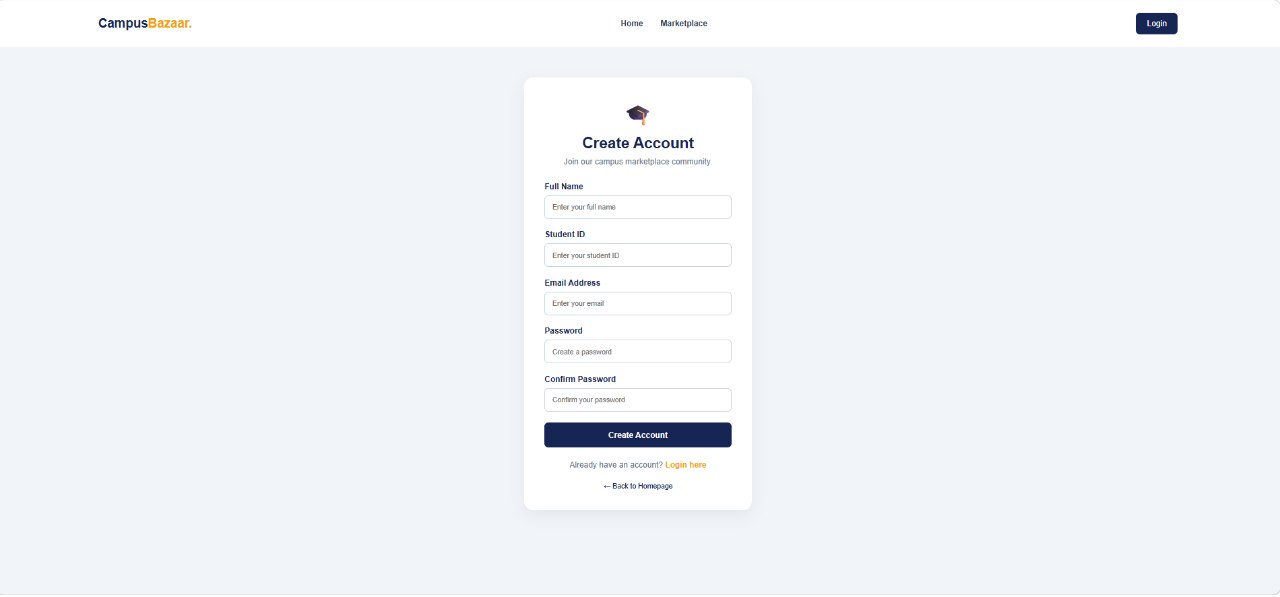 CampusBazaar.
Home Marketplace
Login
Create Account
Join our campus marketplace community.
Full Name
Enter your full name
Student ID
Enter your student ID
Email Address
Enter your email
Password
Create a password
Confirm Password
Confirm your password
Create Account
Already have an account? Login here
← Back to Homepage